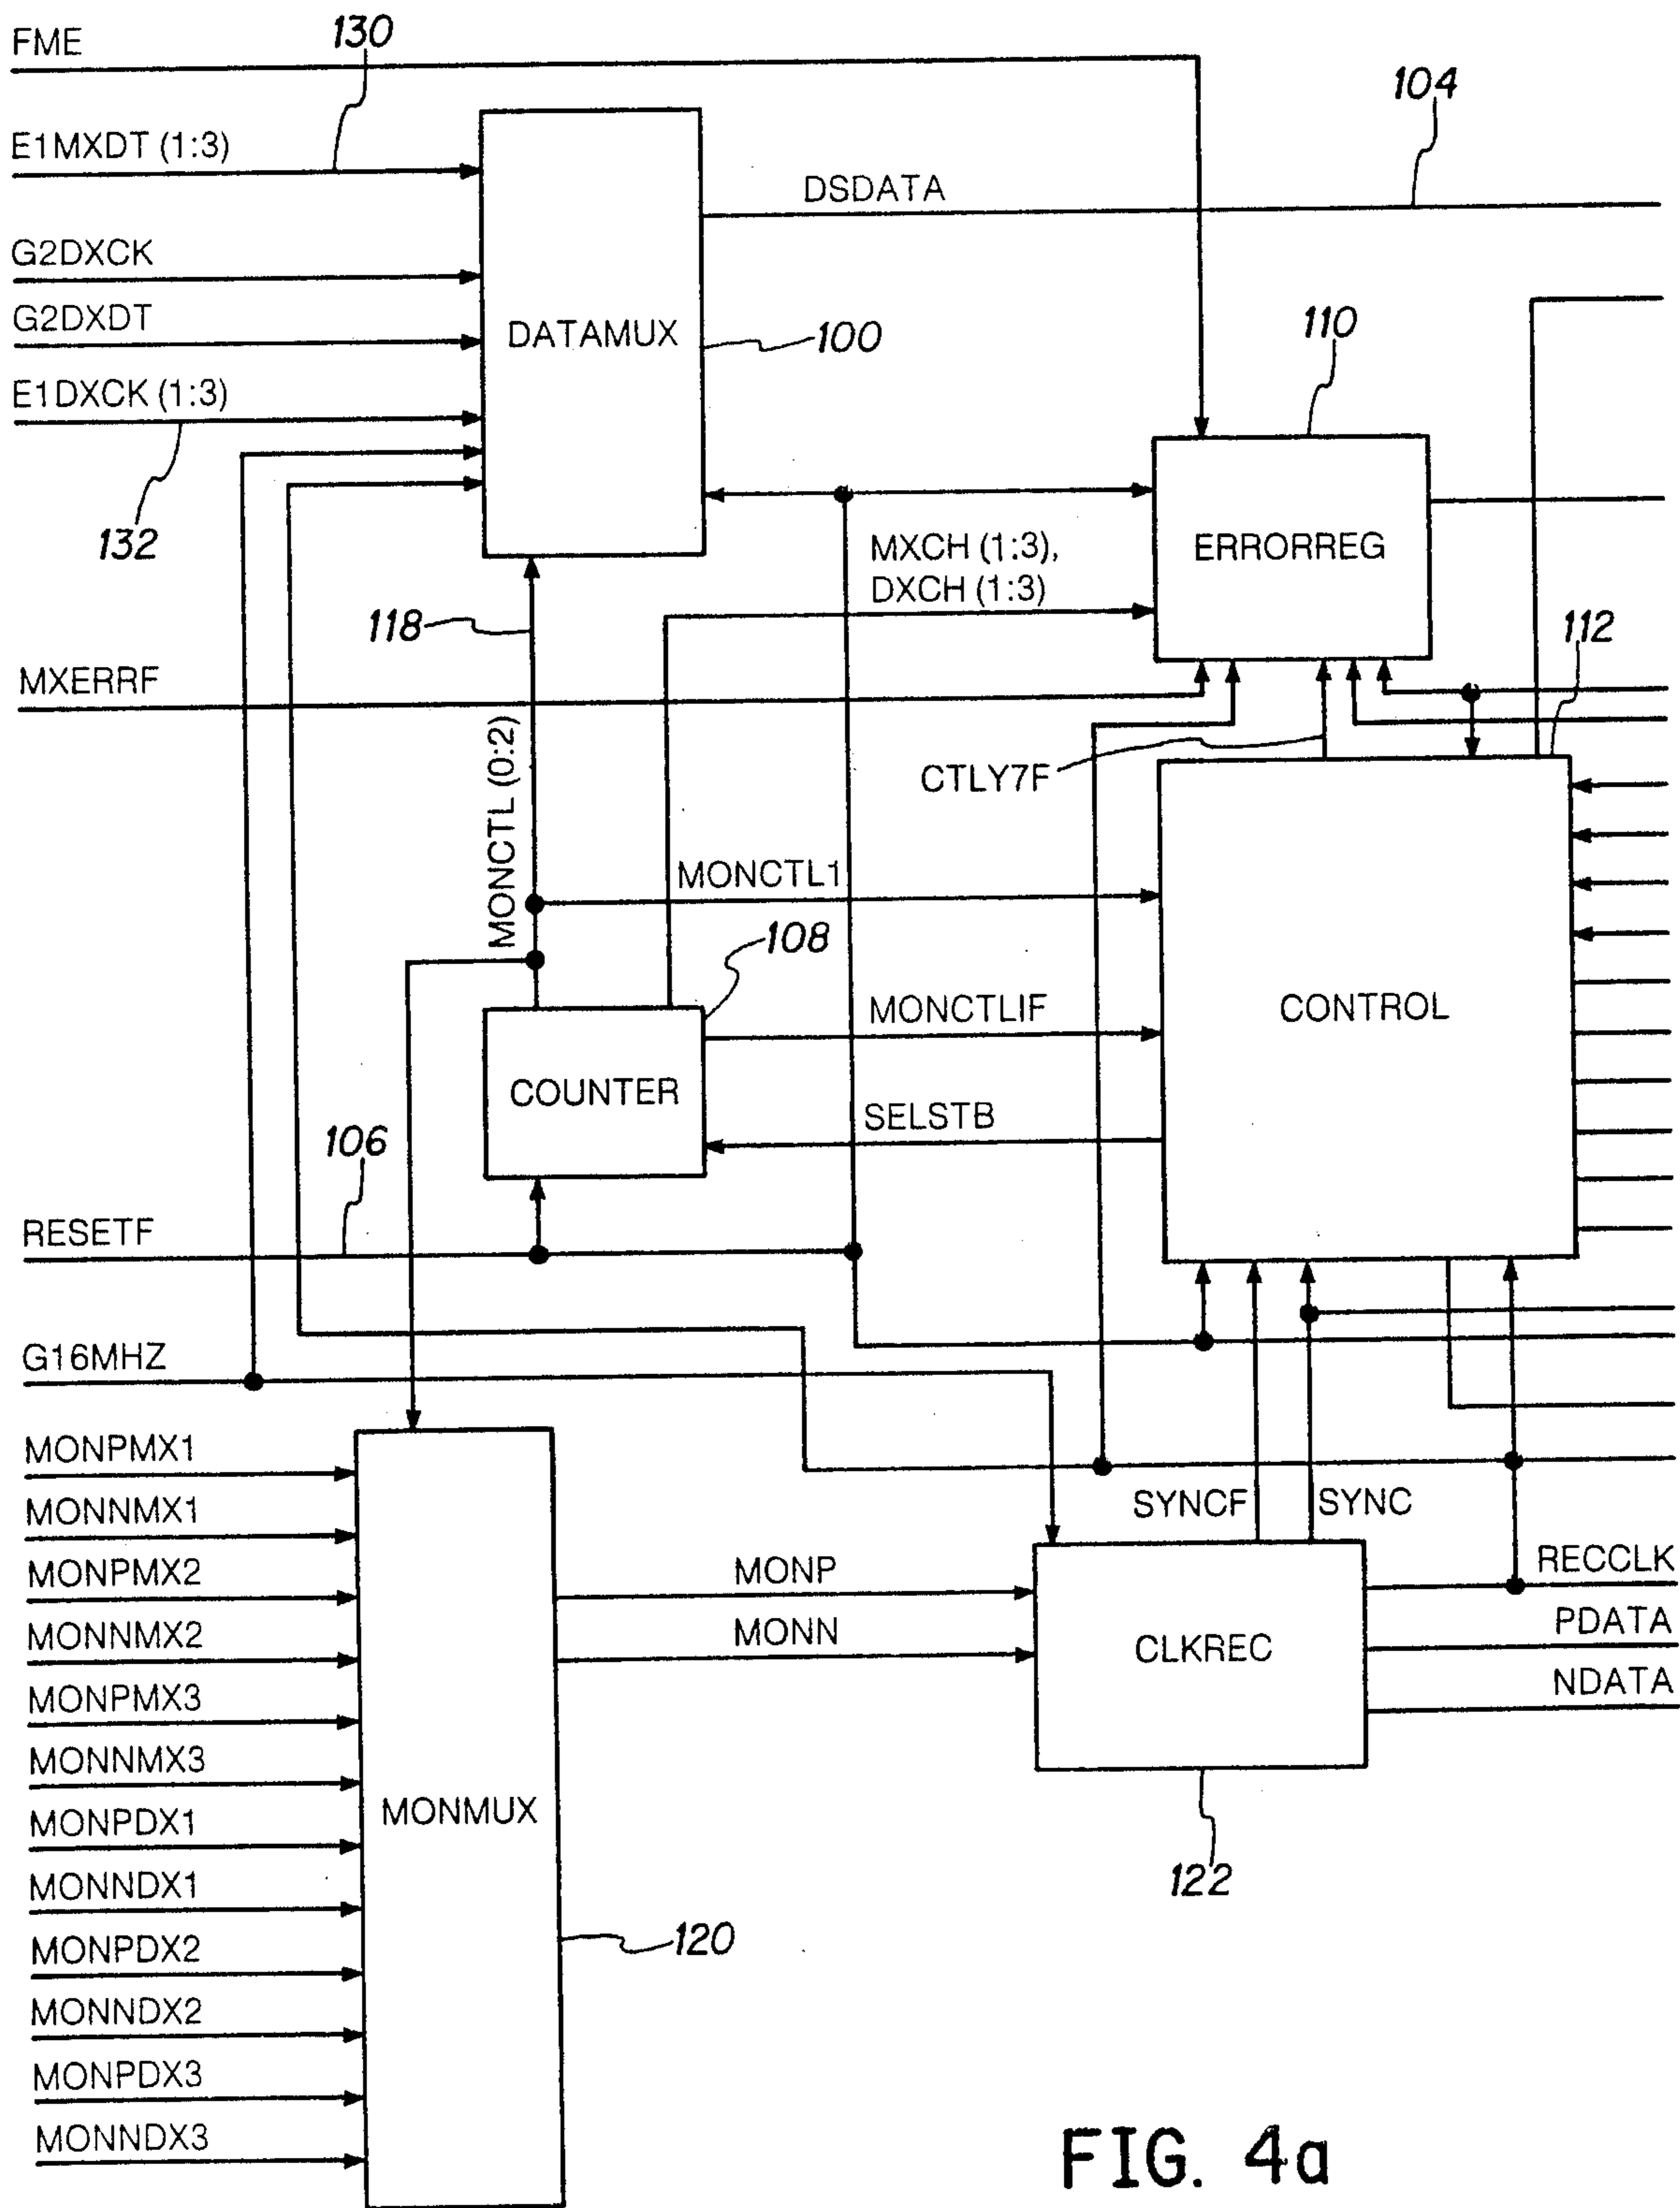 FME
130
104
E1MXDT (1:3)
DSDATA
G2DXCK
G2DXDT
DATAMUX
100
110
E1DXCK (1:3)
132
MXCH (1:3),
DXCH (1:3)
ERRORREG
118
112
MXERRF
MONCTL (0:2)
CTLY7F
MONCTL1
108
MONCTLIF
CONTROL
COUNTER
SELSTB
106
RESETF
G16MHZ
MONPMX1
MONNMX1
SYNCF
SYNC
MONPMX2
MONP
RECCLK
MONNMX2
MONN
CLKREC
PDATA
MONPMX3
NDATA
MONNMX3
MONMUX
MONPDX1
122
MONNDX1
MONPDX2
120
MONNDX2
MONPDX3
MONNDX3
FIG. 4a